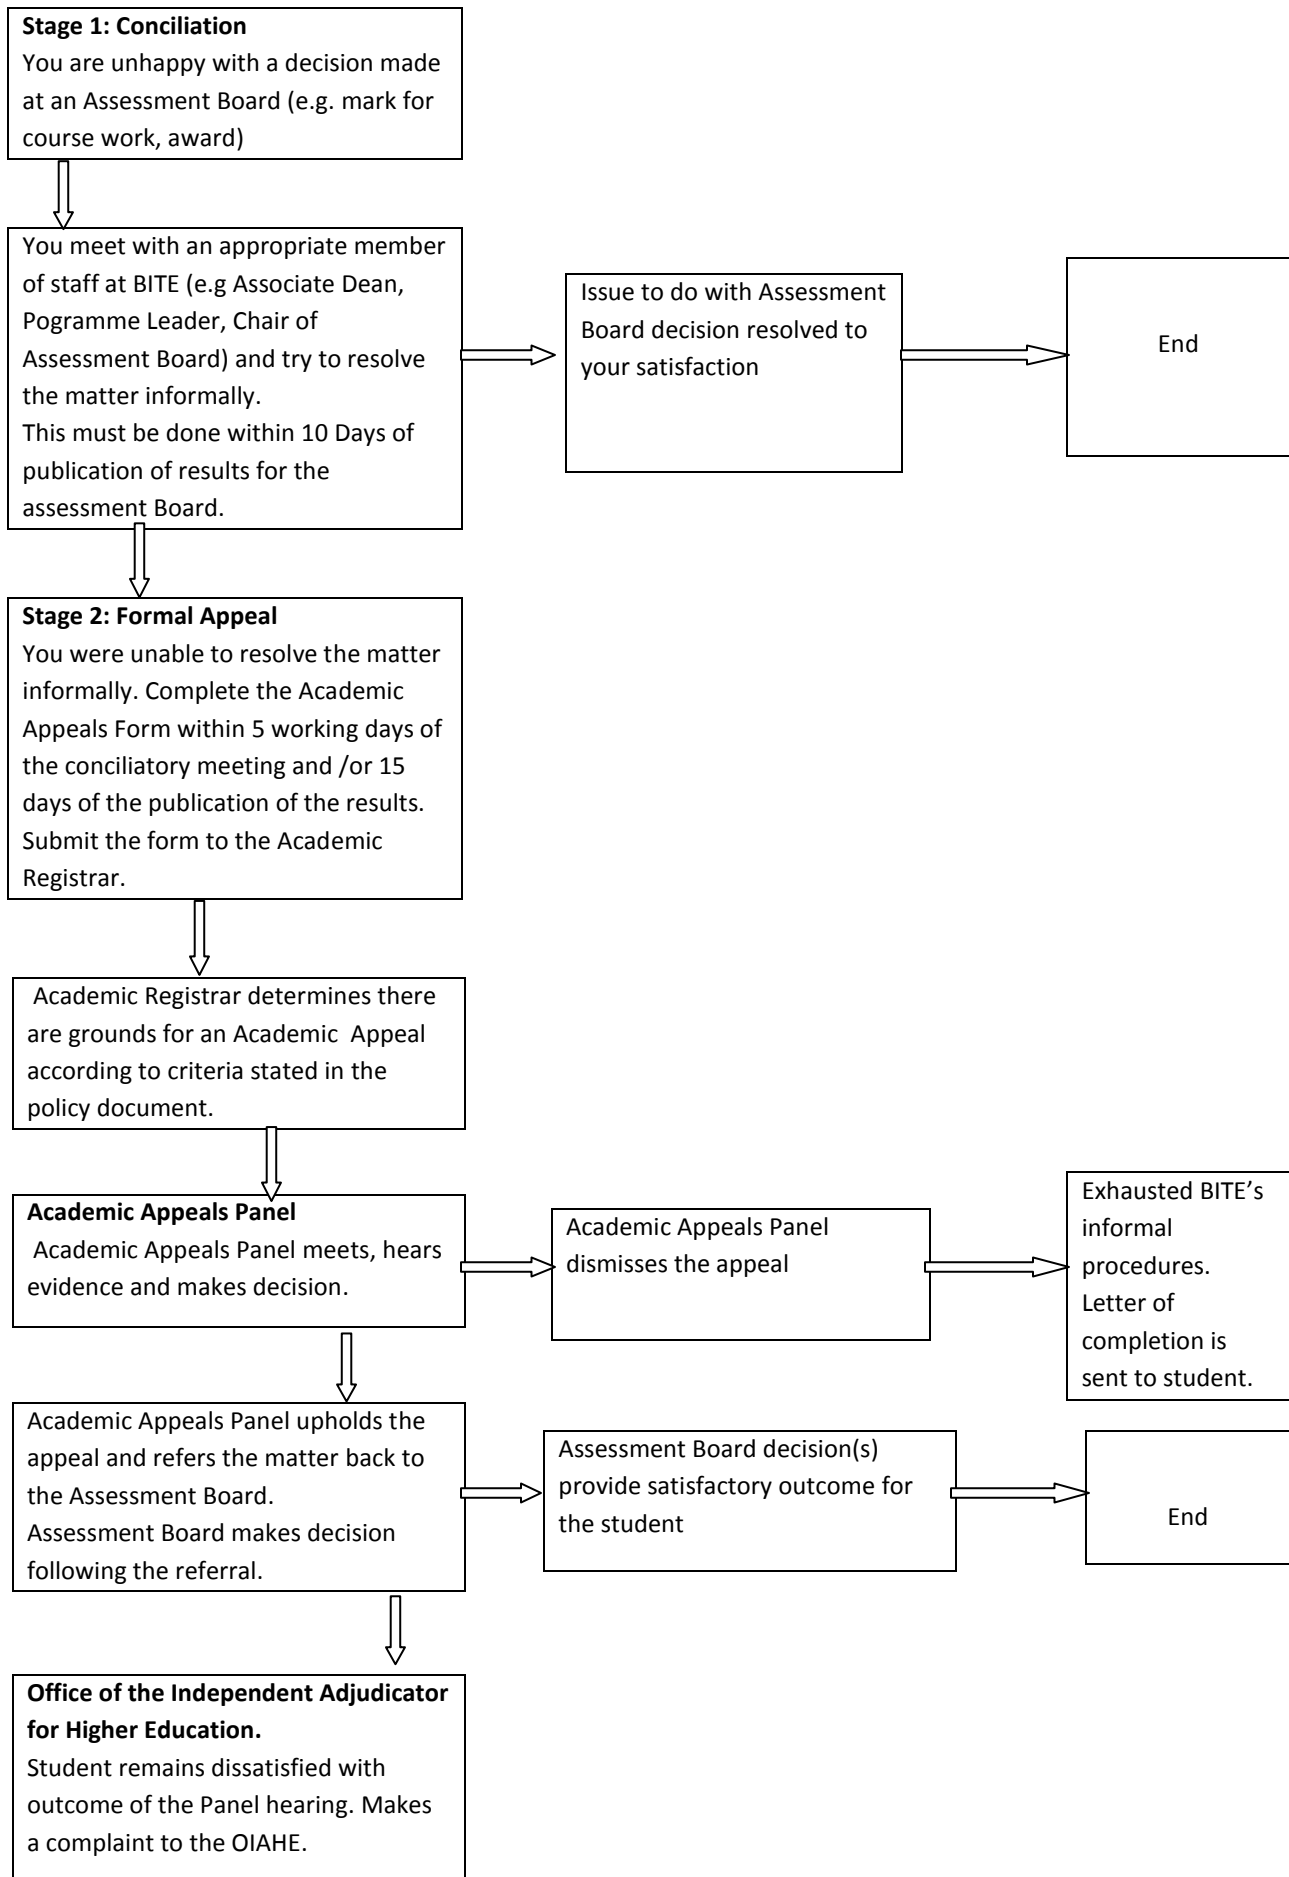 Stage 1: Conciliation
You are unhappy with a decision made
at an Assessment Board (e.g. mark for
course work, award)
You meet with an appropriate member
of staff at BITE (e.g Associate Dean,
Pogramme Leader, Chair of
Assessment Board) and try to resolve
the matter informally.
This must be done within 10 Days of
publication of results for the
assessment Board.
Issue to do with Assessment
Board decision resolved to
your satisfaction
End
Stage 2: Formal Appeal
You were unable to resolve the matter
informally. Complete the Academic
Appeals Form within 5 working days of
the conciliatory meeting and /or 15
days of the publication of the results.
Submit the form to the Academic
Registrar.
Academic Registrar determines there
are grounds for an Academic  Appeal
according to criteria stated in the
policy document.
Academic Appeals Panel
Academic Appeals Panel meets, hears
evidence and makes decision.
Academic Appeals Panel
dismisses the appeal
Exhausted BITE’s
informal
procedures.
Letter of
completion is
sent to student.
Academic Appeals Panel upholds the
appeal and refers the matter back to
the Assessment Board.
Assessment Board makes decision
following the referral.
Assessment Board decision(s)
provide satisfactory outcome for
the student
End
Office of the Independent Adjudicator
for Higher Education.
Student remains dissatisfied with
outcome of the Panel hearing. Makes
a complaint to the OIAHE.